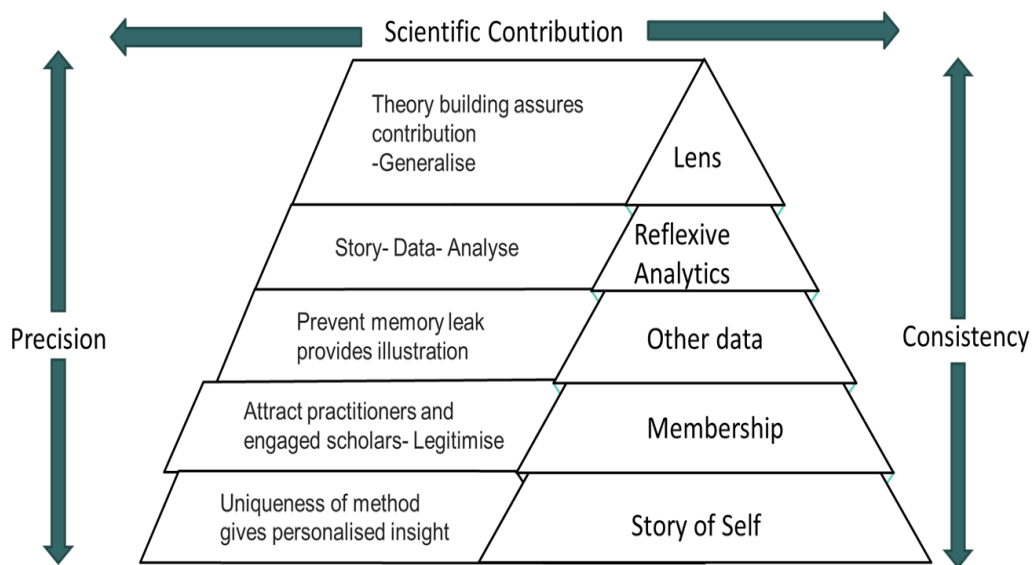 Scientific Contribution
Theory building assures
contribution
-Generalise
Lens
Story- Data- Analyse
Reflexive
Analytics
Precision
Prevent memory leak
provides illustration
Other data
Consistency
Attract practitioners and
engaged scholars- Legitimise
Membership
Uniqueness of method
gives personalised insight
Story of Self